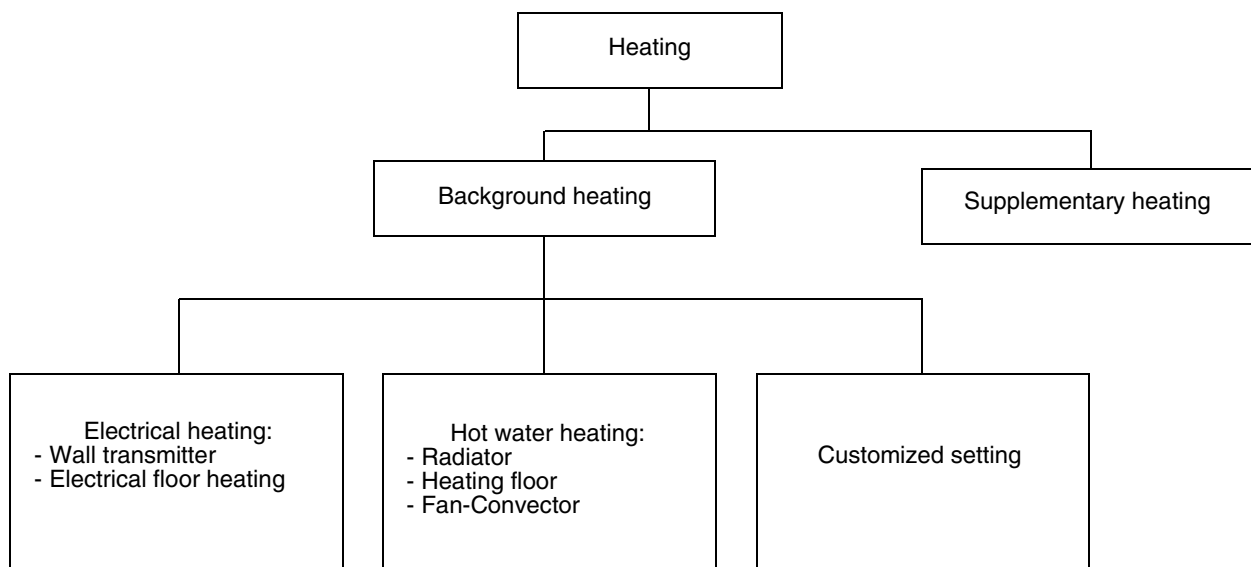 Heating
Background heating
Supplementary heating
Electrical heating:
- Wall transmitter
- Electrical floor heating
Hot water heating:
- Radiator
- Heating floor
- Fan-Convector
Customized setting